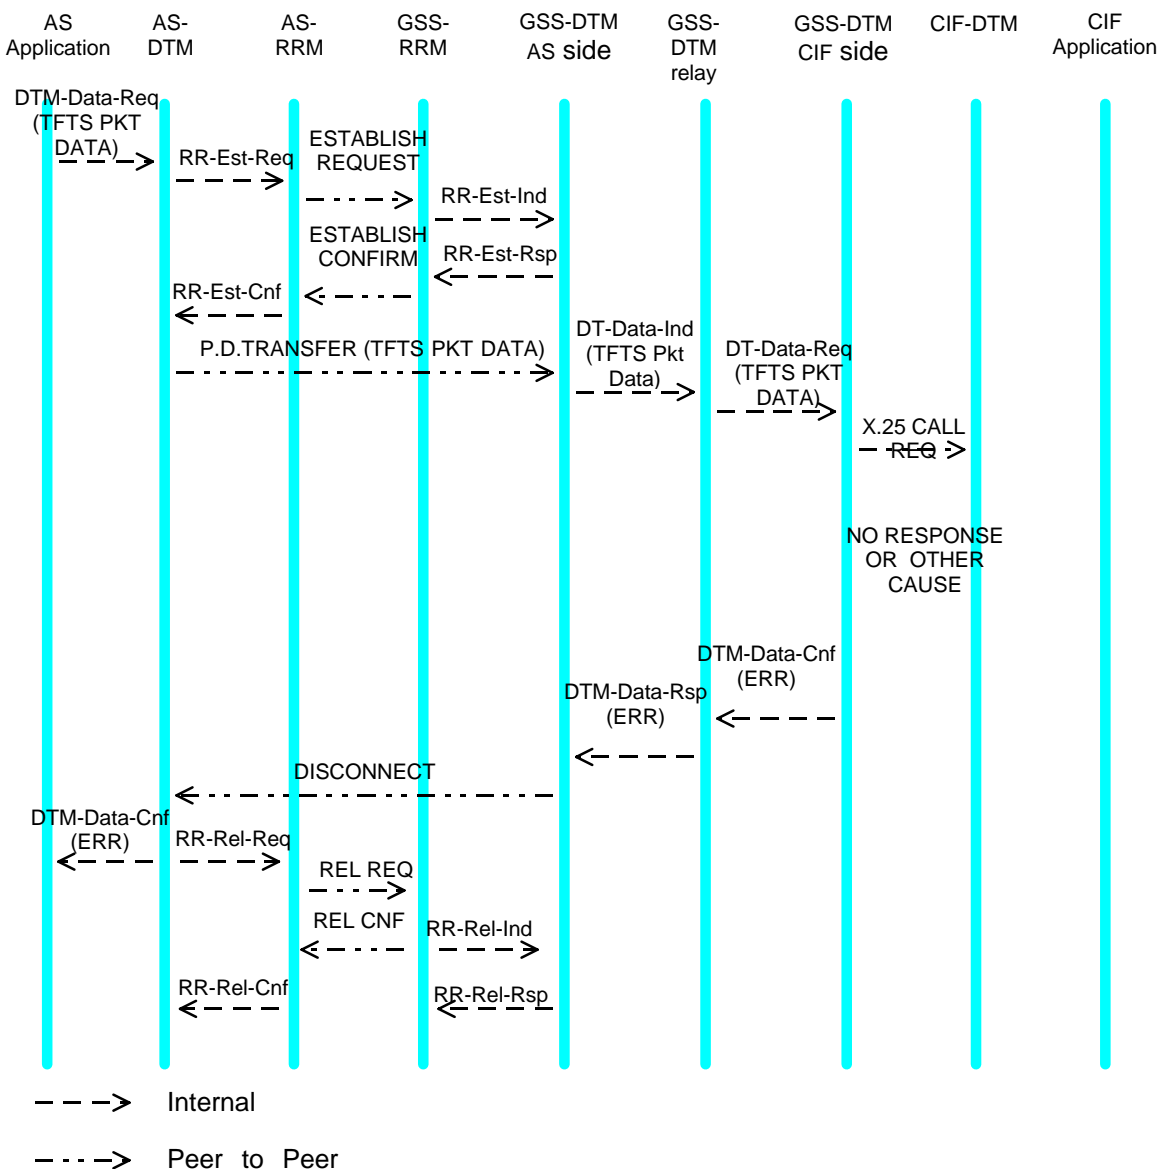 AS
Application
AS-
DTM
AS-
RRM
GSS-
RRM
GSS-DTM
AS side
GSS-
DTM
relay
GSS-DTM
CIF side
CIF-DTM
CIF
Application
DTM-Data-Req
(TFTS PKT
DATA)
RR-Est-Req
ESTABLISH
REQUEST
RR-Est-Ind
ESTABLISH
CONFIRM
RR-Est-Rsp
RR-Est-Cnf
P.D.TRANSFER (TFTS PKT DATA)
DT-Data-Ind
(TFTS Pkt
Data)
DT-Data-Req
(TFTS PKT
DATA)
X.25 CALL
REQ
NO RESPONSE
OR OTHER
CAUSE
DTM-Data-Cnf
(ERR)
DTM-Data-Rsp
(ERR)
DISCONNECT
DTM-Data-Cnf
(ERR)
RR-Rel-Req
REL REQ
REL CNF
RR-Rel-Ind
RR-Rel-Cnf
RR-Rel-Rsp
Internal
Peer to Peer